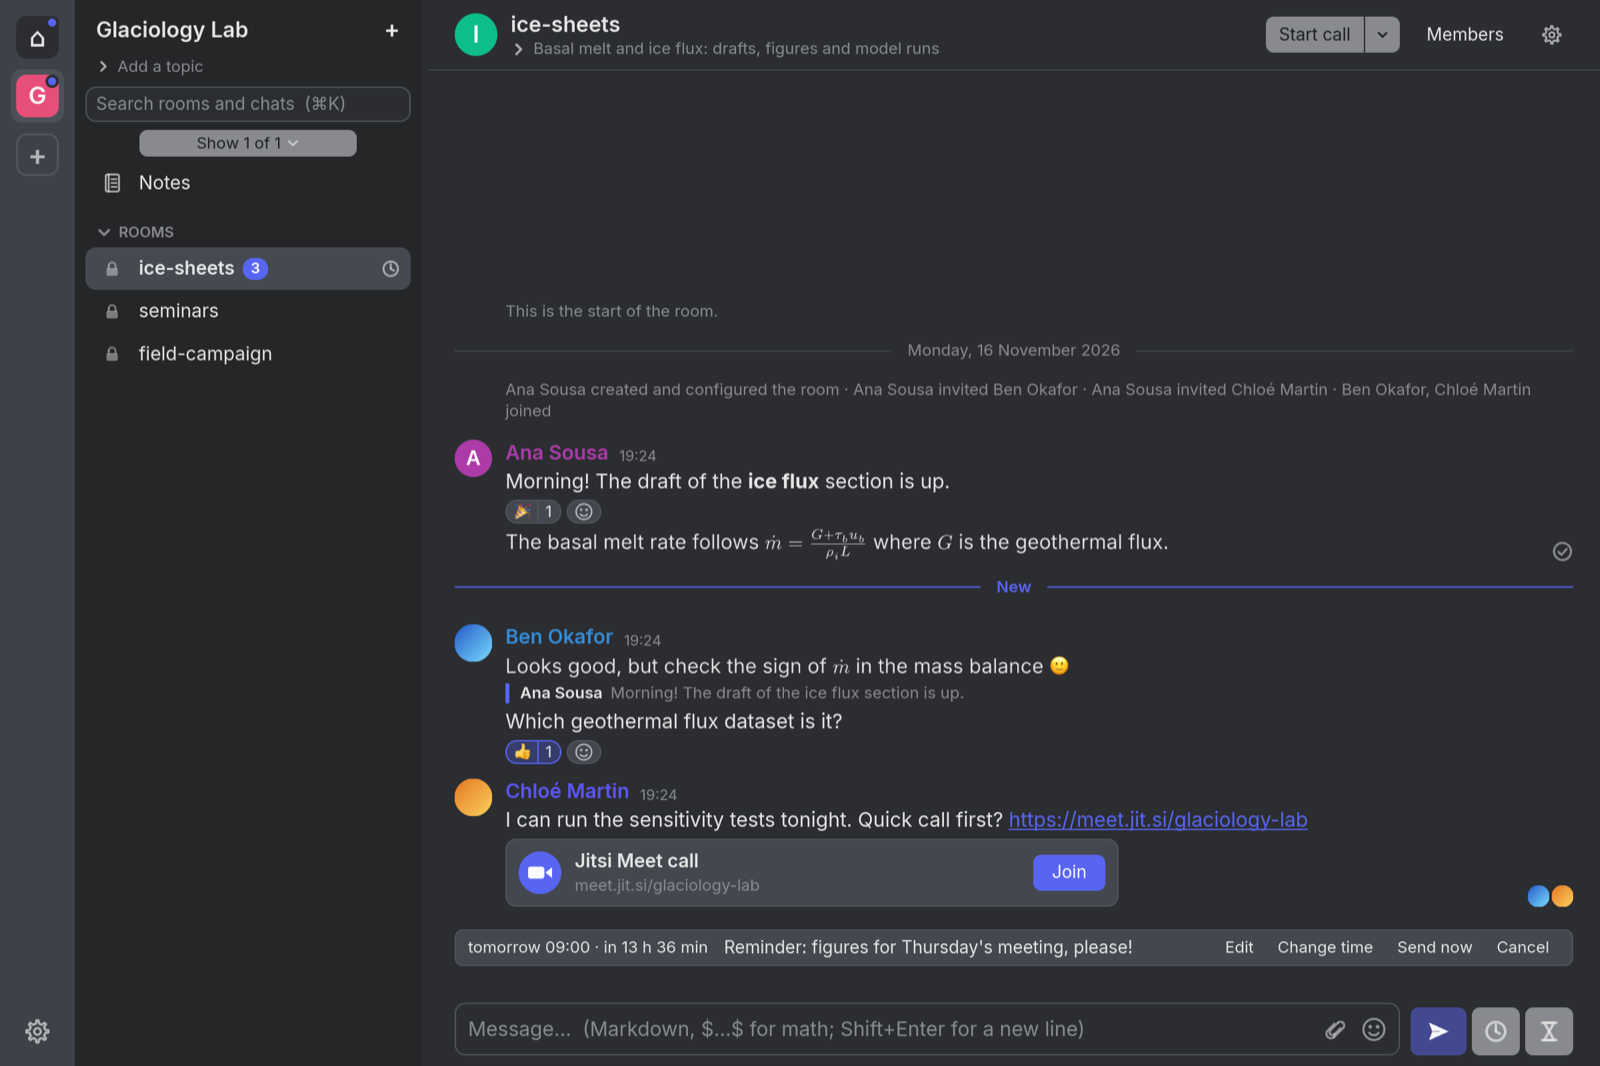 Glaciology Lab
+
Add a topic
Search rooms and chats (⌘K)
Show 1 of 1
Notes
ROOMS
ice-sheets 3
seminars
field-campaign
G
+
I
ice-sheets
Basal melt and ice flux: drafts, figures and model runs
Start call
Members
This is the start of the room.
Monday, 16 November 2026
Ana Sousa created and configured the room · Ana Sousa invited Ben Okafor · Ana Sousa invited Chloé Martin · Ben Okafor, Chloé Martin
joined
A
Ana Sousa 19:24
Morning! The draft of the ice flux section is up.
🎉 1
The basal melt rate follows $\dot{m} = \frac{G+\tau_b u_b}{\rho_i L}$ where $G$ is the geothermal flux.
New
Ben Okafor 19:24
Looks good, but check the sign of $\dot{m}$ in the mass balance 🙂
Ana Sousa Morning! The draft of the ice flux section is up.
Which geothermal flux dataset is it?
👍 1
Chloé Martin 19:24
I can run the sensitivity tests tonight. Quick call first? https://meet.jit.si/glaciology-lab
Jitsi Meet call
meet.jit.si/glaciology-lab
Join
tomorrow 09:00 · in 13 h 36 min Reminder: figures for Thursday's meeting, please! Edit Change time Send now Cancel
Message... (Markdown, $...$ for math; Shift+Enter for a new line)